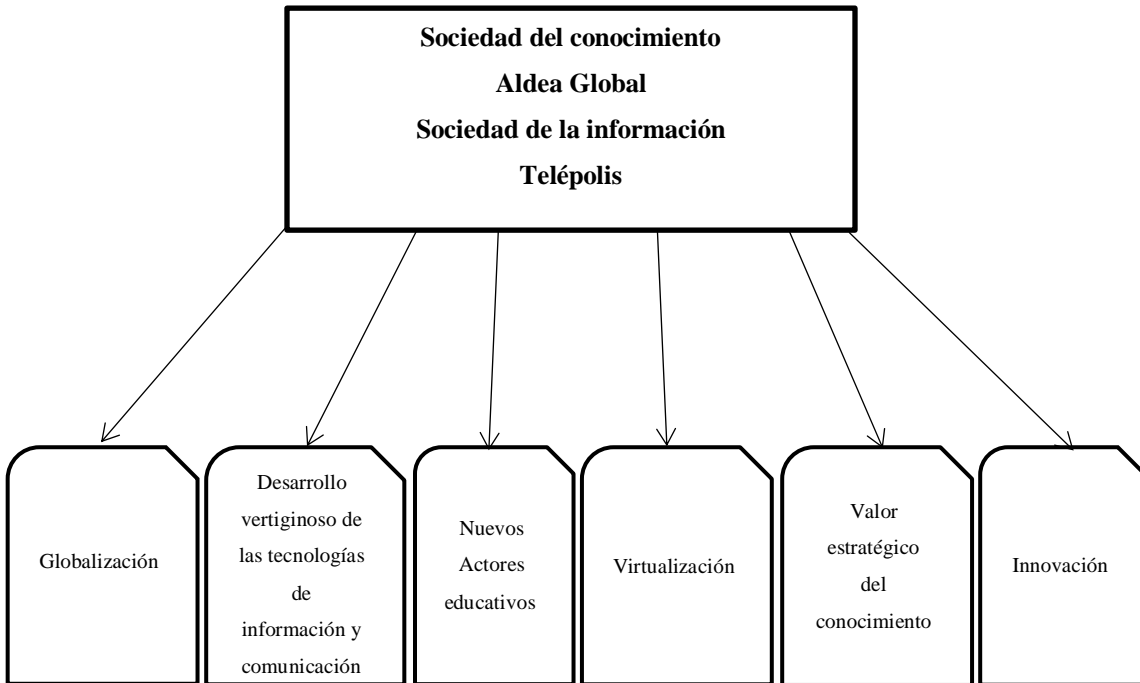 Sociedad del conocimiento
Aldea Global
Sociedad de la información
Telépolis
Globalización
Desarrollo
vertiginoso de
las tecnologías
de
información y
comunicación
Nuevos
Actores
educativos
Virtualización
Valor
estratégico
del
conocimiento
Innovación